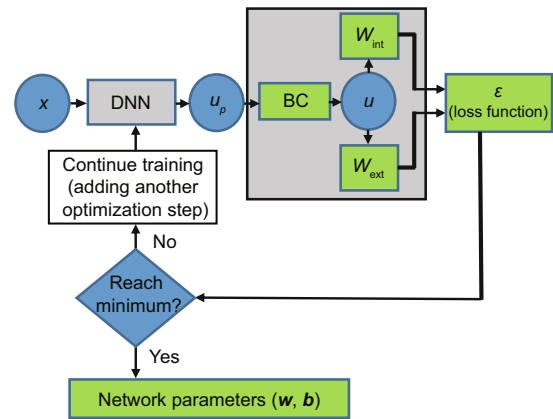 W_int
x
DNN
u_p
BC
u
ε
(loss function)
W_ext
Continue training
(adding another
optimization step)
No
Reach
minimum?
Yes
Network parameters (w, b)